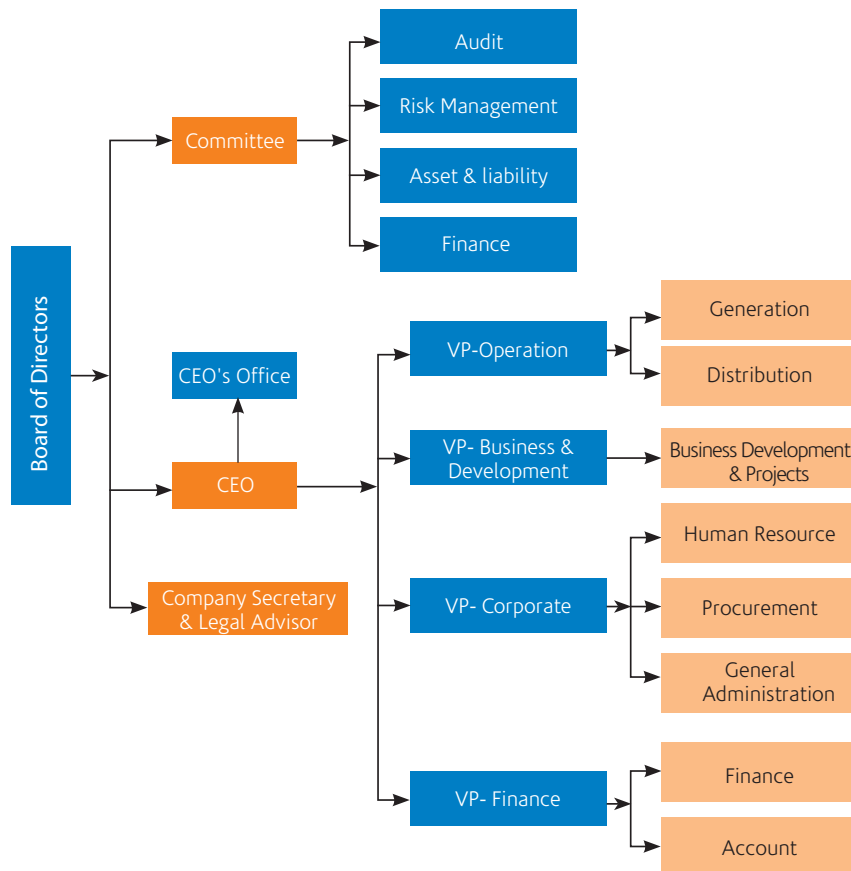 Board of Directors
Committee
Audit
Risk Management
Asset & liability
Finance
CEO's Office
CEO
Company Secretary
& Legal Advisor
VP-Operation
Generation
Distribution
VP- Business &
Development
Business Development
& Projects
VP- Corporate
Human Resource
Procurement
General
Administration
VP- Finance
Finance
Account